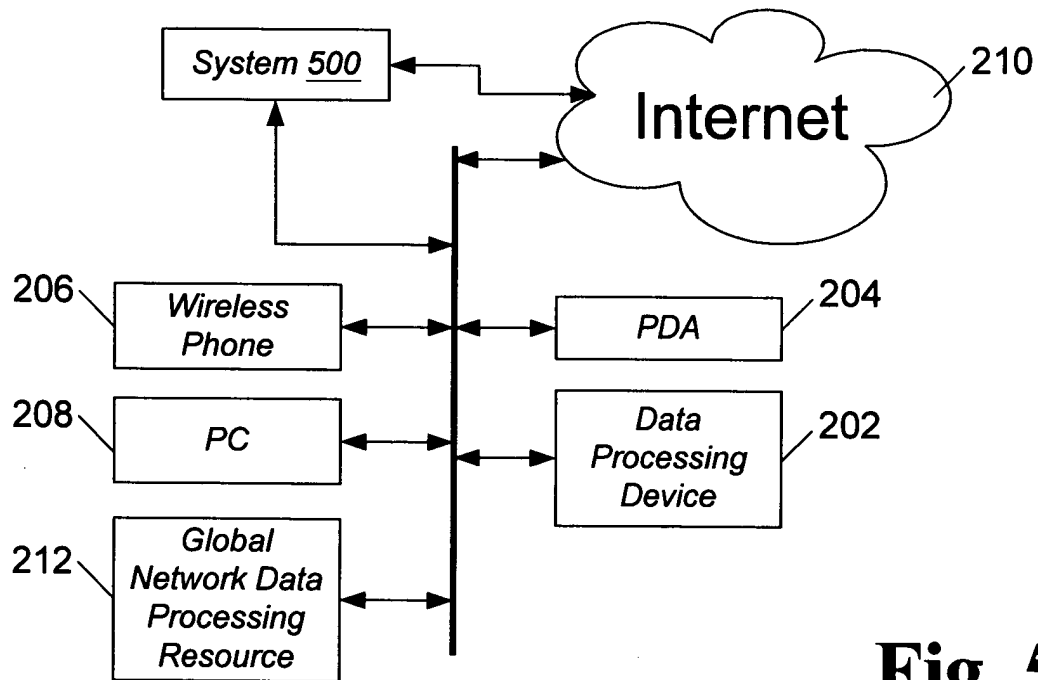 System 500
210
Internet
206
Wireless
Phone
204
PDA
208
PC
202
Data
Processing
Device
212
Global
Network Data
Processing
Resource
Fig.